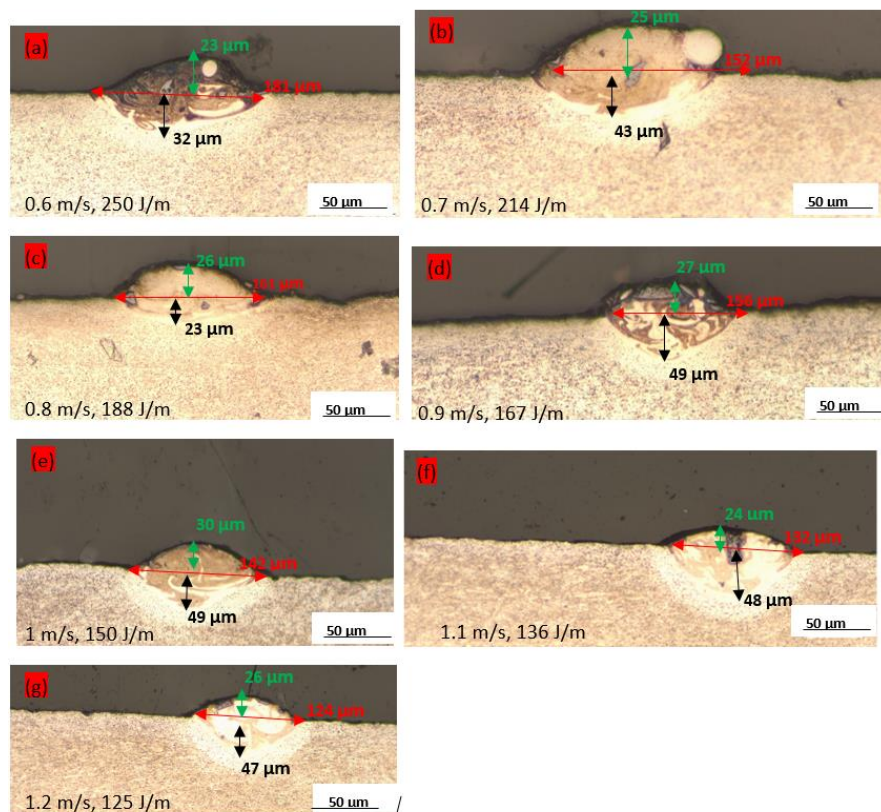 (a)
23 µm
181 µm
32 µm
0.6 m/s, 250 J/m
50 µm
(b)
25 µm
152 µm
43 µm
0.7 m/s, 214 J/m
50 µm
(c)
26 µm
23 µm
0.8 m/s, 188 J/m
50 µm
(d)
27 µm
156 µm
49 µm
0.9 m/s, 167 J/m
50 µm
(e)
30 µm
49 µm
1 m/s, 150 J/m
50 µm
(f)
24 µm
48 µm
1.1 m/s, 136 J/m
50 µm
(g)
26 µm
124 µm
47 µm
1.2 m/s, 125 J/m
50 µm
/